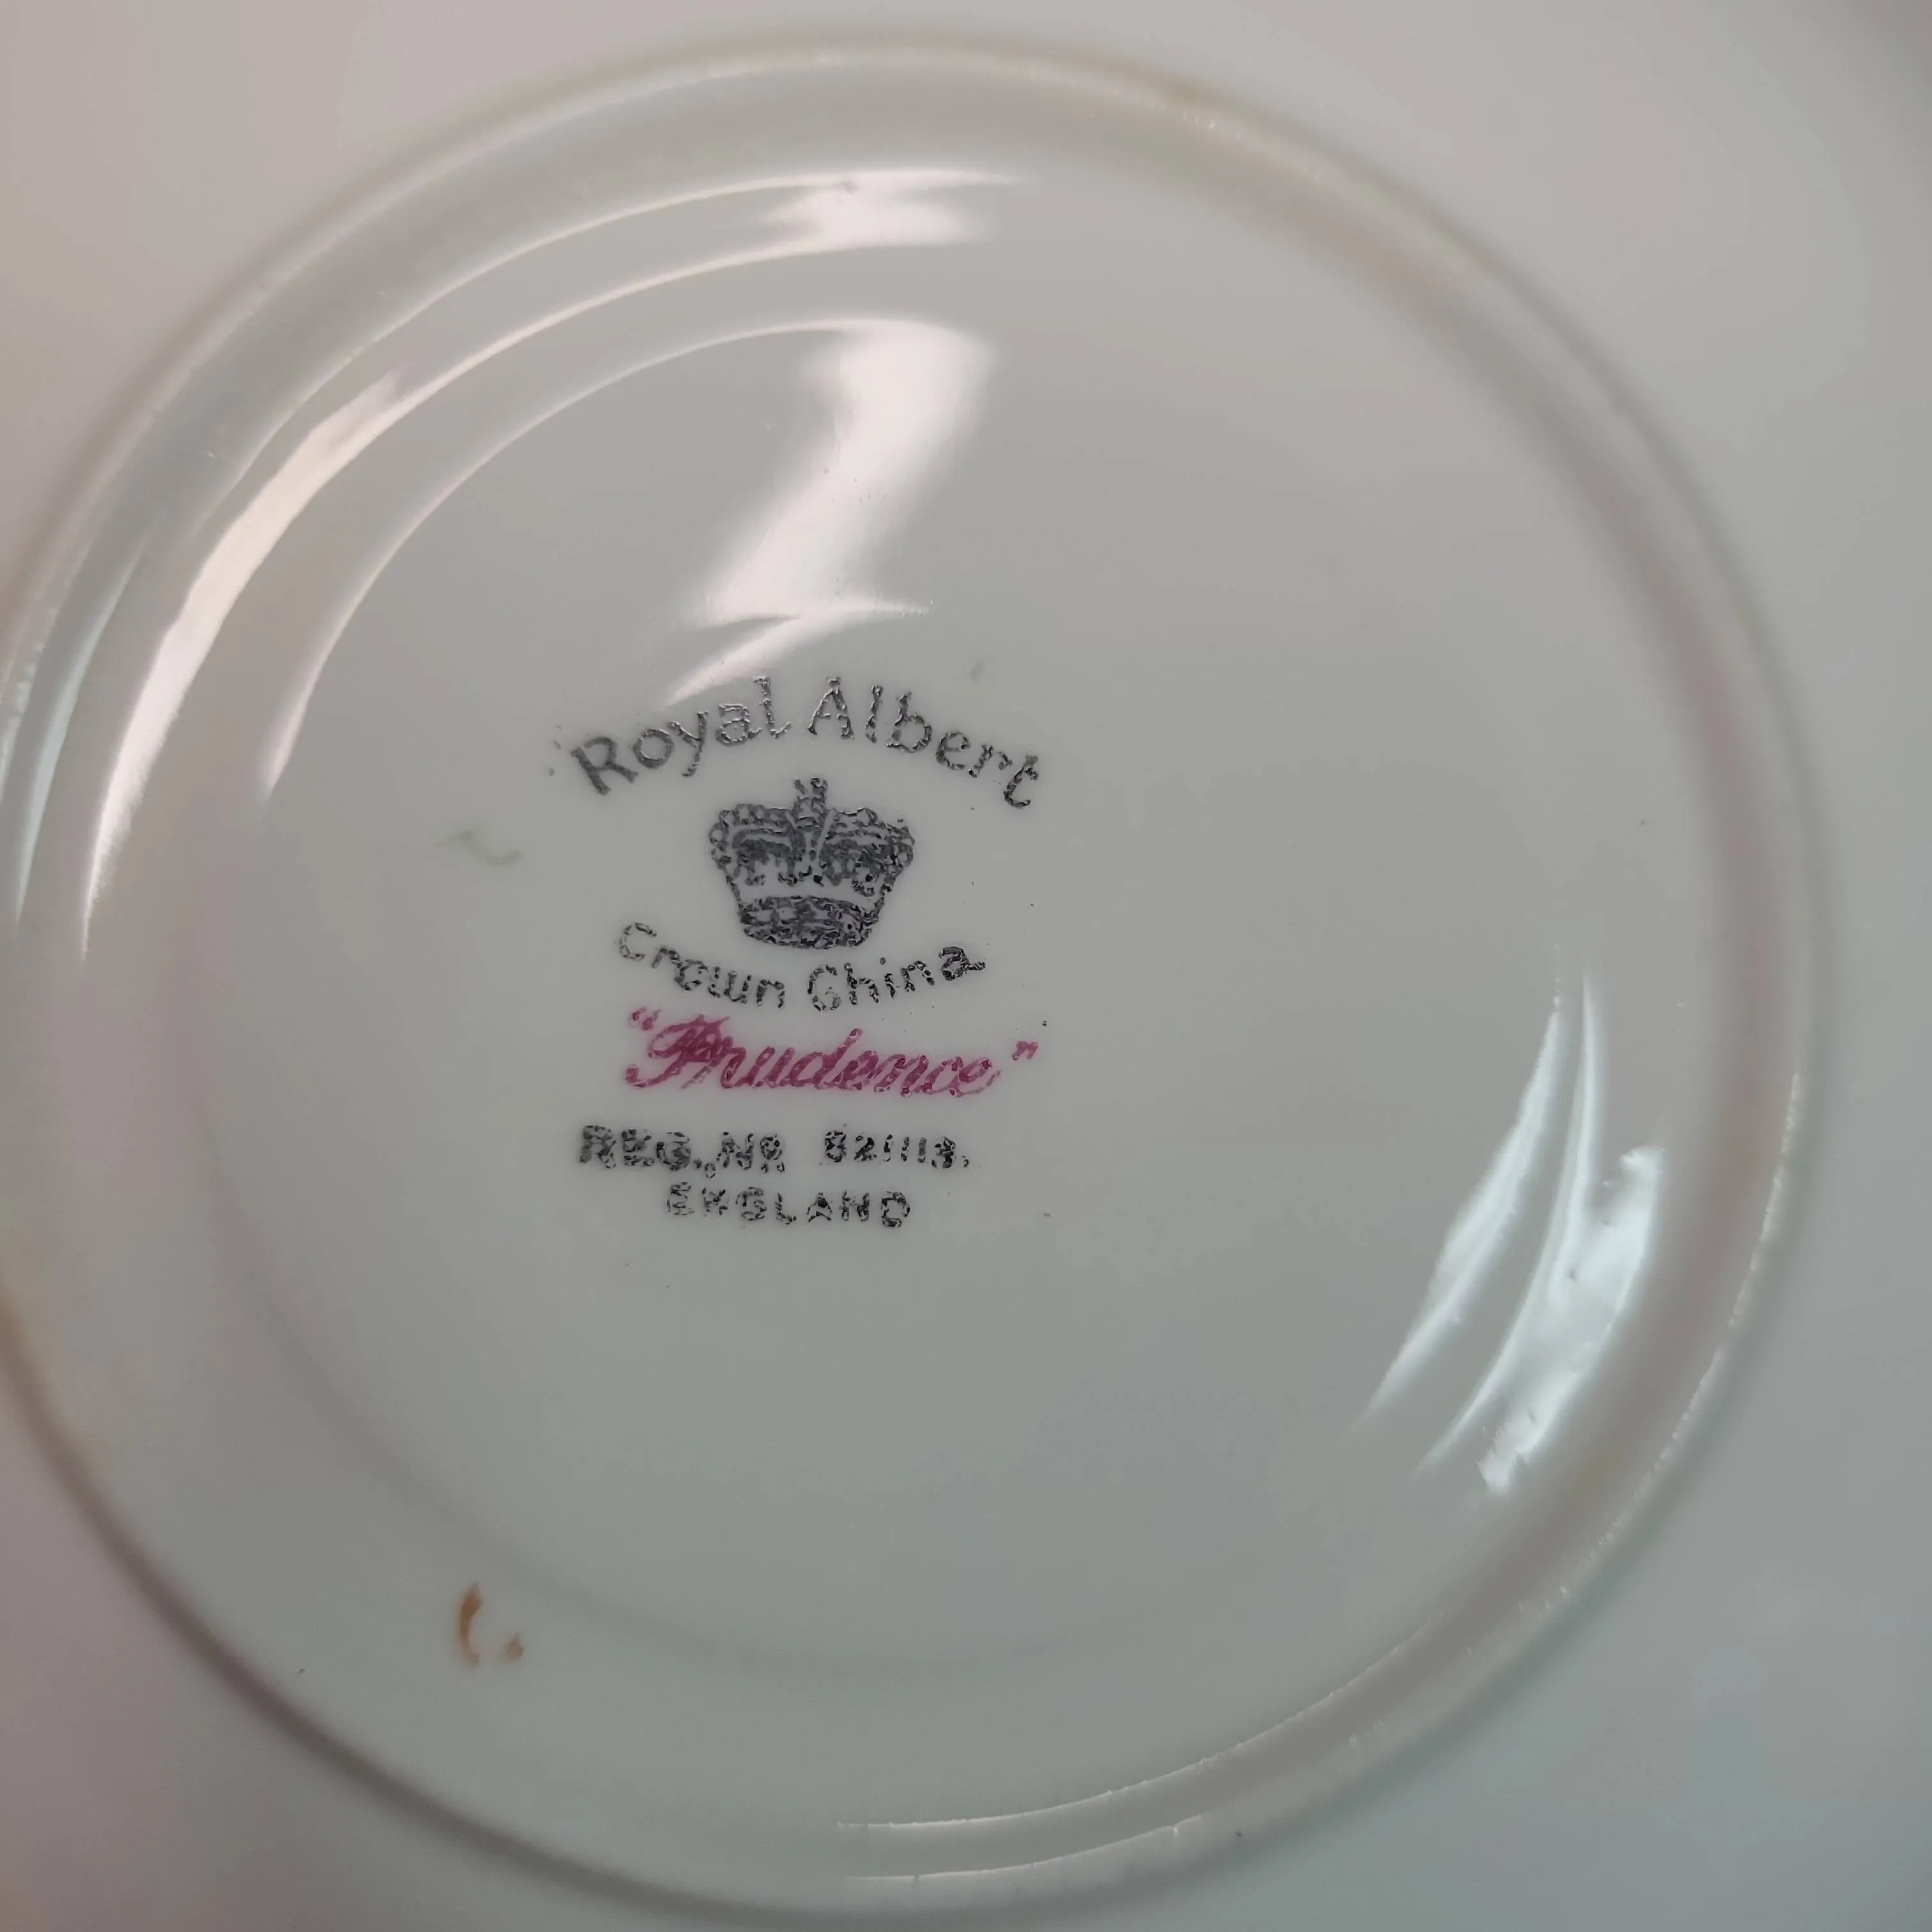 Royal Albert
Crown China
"Prudence"
REG. Nº 821113.
ENGLAND